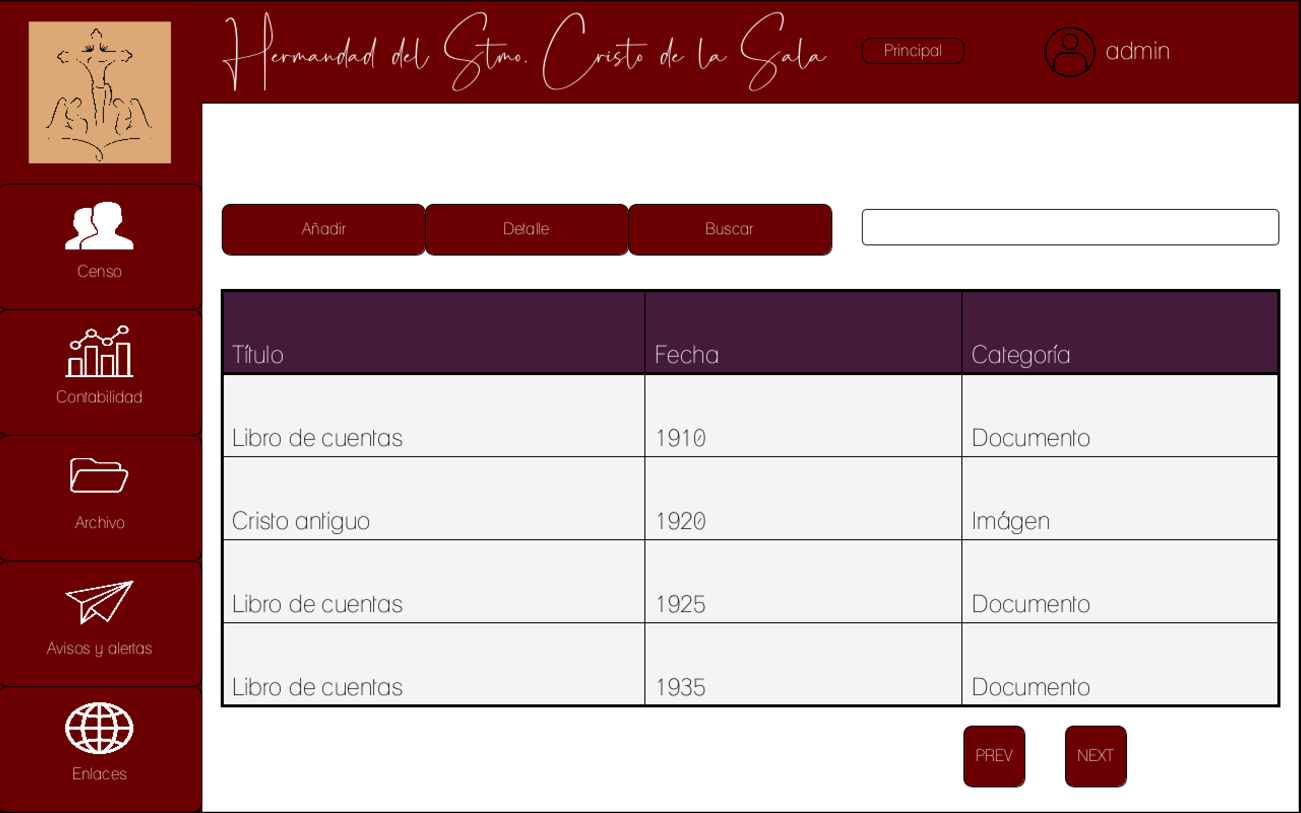 Hermandad del Stmo. Cristo de la Sala
Principal
admin
Censo
Contabilidad
Archivo
Avisos y alertas
Enlaces
Añadir
Detalle
Buscar
Título Fecha Categoría
Libro de cuentas 1910 Documento
Cristo antiguo 1920 Imágen
Libro de cuentas 1925 Documento
Libro de cuentas 1935 Documento
PREV
NEXT